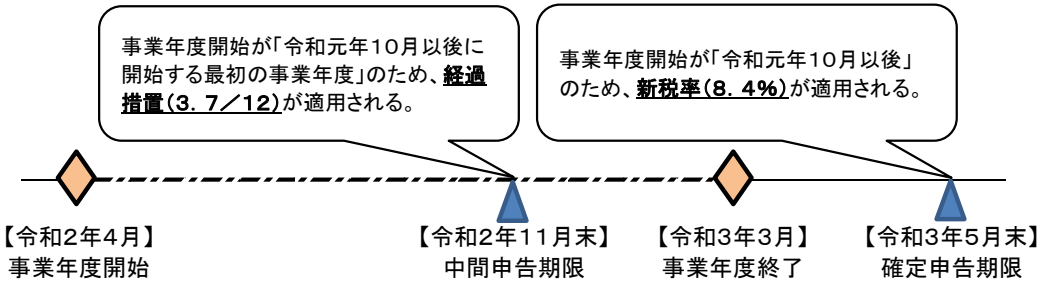 事業年度開始が「令和元年10月以後に
開始する最初の事業年度」のため、経過
措置(3.7/12)が適用される。
事業年度開始が「令和元年10月以後」
のため、新税率(8.4%)が適用される。
【令和2年4月】
事業年度開始
【令和2年11月末】
中間申告期限
【令和3年3月】
事業年度終了
【令和3年5月末】
確定申告期限